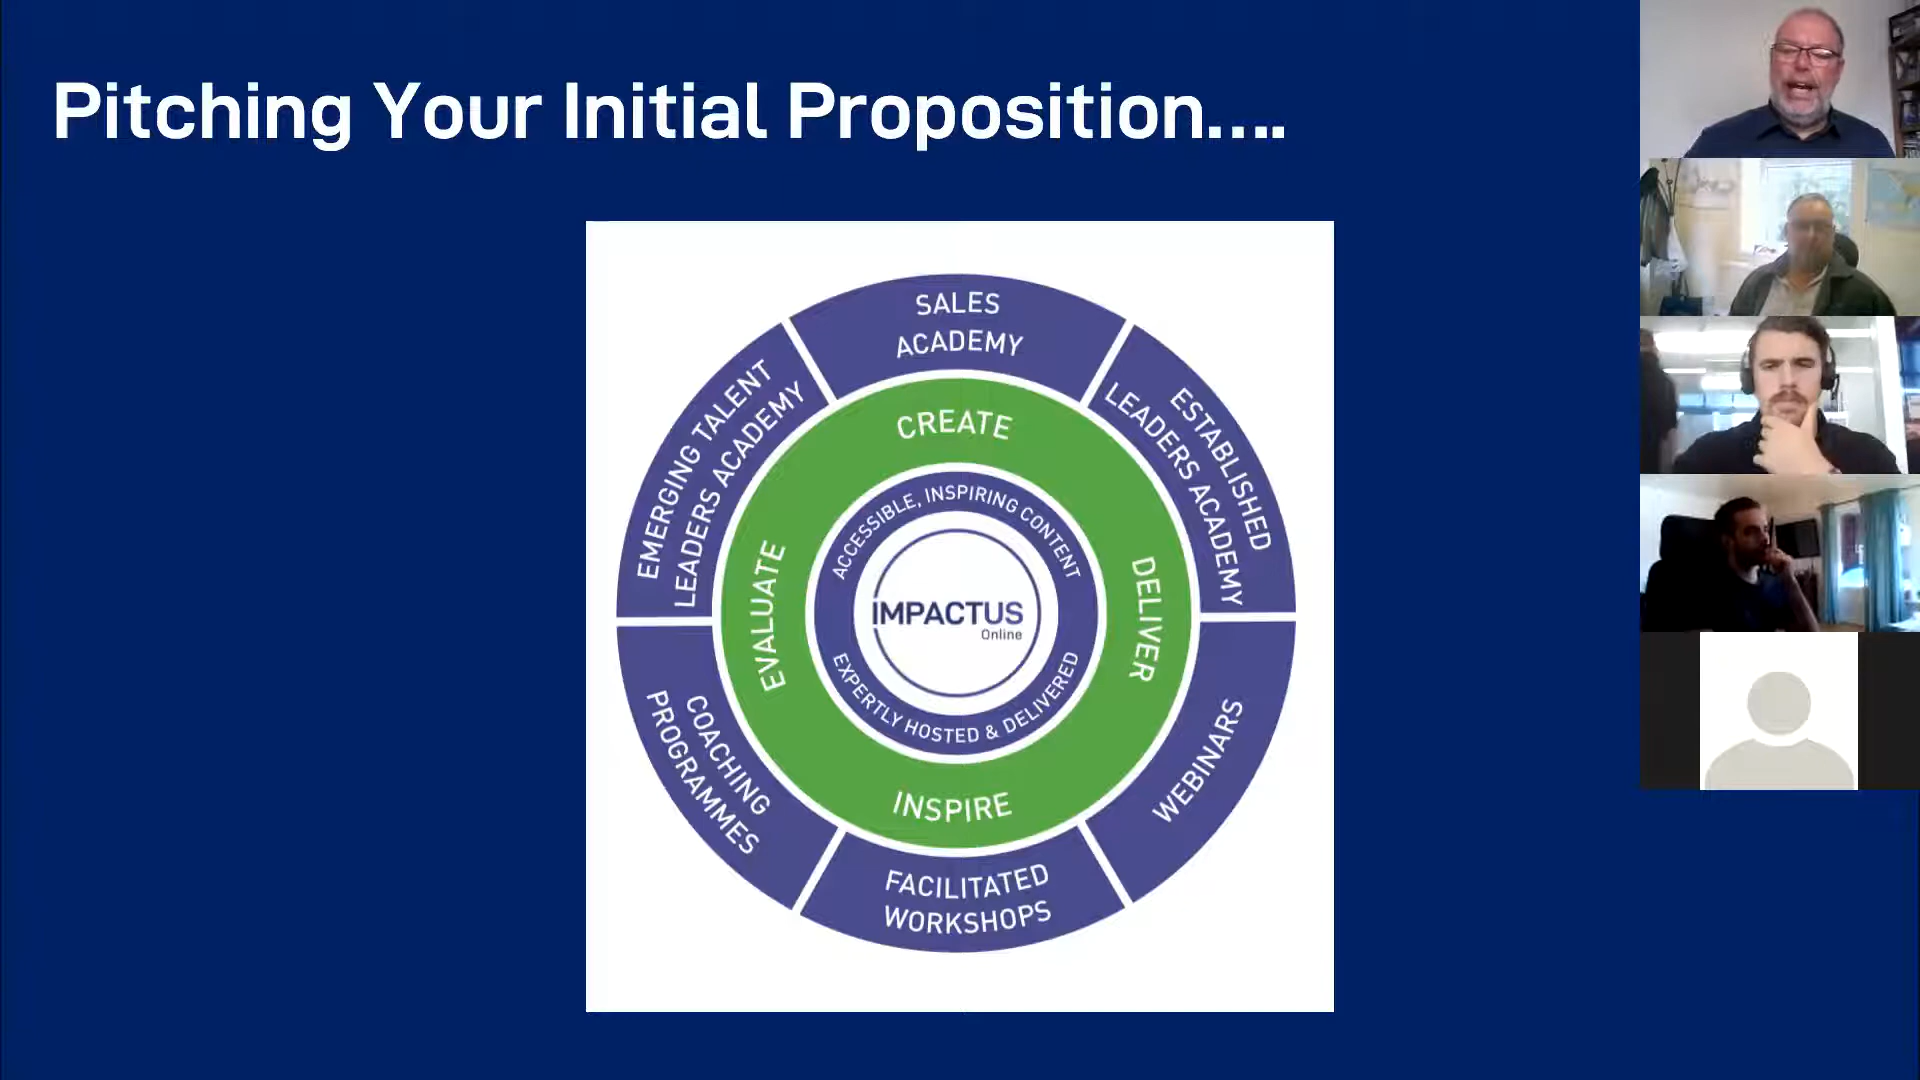 Pitching Your Initial Proposition....
SALES
ACADEMY
ESTABLISHED
LEADERS ACADEMY
WEBINARS
FACILITATED
WORKSHOPS
COACHING
PROGRAMMES
EMERGING TALENT
LEADERS ACADEMY
CREATE
DELIVER
INSPIRE
EVALUATE
ACCESSIBLE, INSPIRING CONTENT
EXPERTLY HOSTED & DELIVERED
IMPACTUS
Online